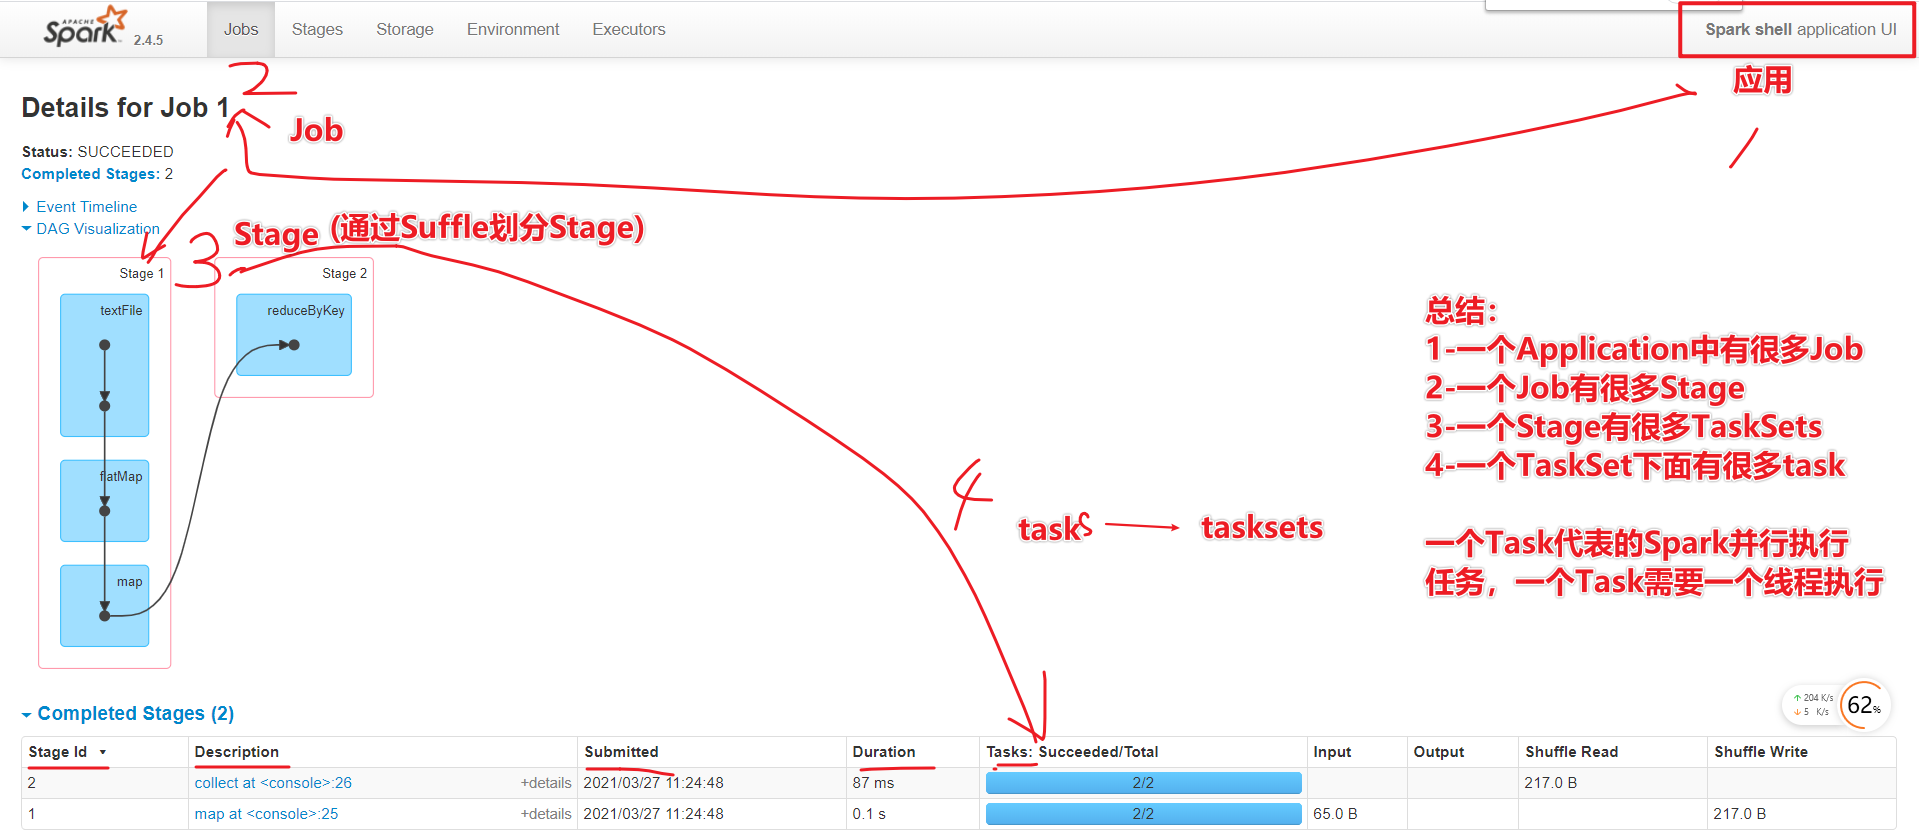 APACHE
Spark 2.4.5
Jobs
Stages
Storage
Environment
Executors
Spark shell application UI
2
应用
1
Details for Job 1
Job
Status: SUCCEEDED
Completed Stages: 2
Event Timeline
DAG Visualization
3
Stage (通过Suffle划分Stage)
Stage 1
Stage 2
textFile
reduceByKey
flatMap
map
总结:
1-一个Application中有很多Job
2-一个Job有很多Stage
3-一个Stage有很多TaskSets
4-一个TaskSet下面有很多task
4
tasks
tasksets
一个Task代表的Spark并行执行
任务，一个Task需要一个线程执行
204 K/s
5 K/s
62%
Completed Stages (2)
Stage Id Description Submitted Duration Tasks: Succeeded/Total Input Output Shuffle Read Shuffle Write
2 collect at <console>:26 +details 2021/03/27 11:24:48 87 ms 2/2 217.0 B
1 map at <console>:25 +details 2021/03/27 11:24:48 0.1 s 2/2 65.0 B 217.0 B